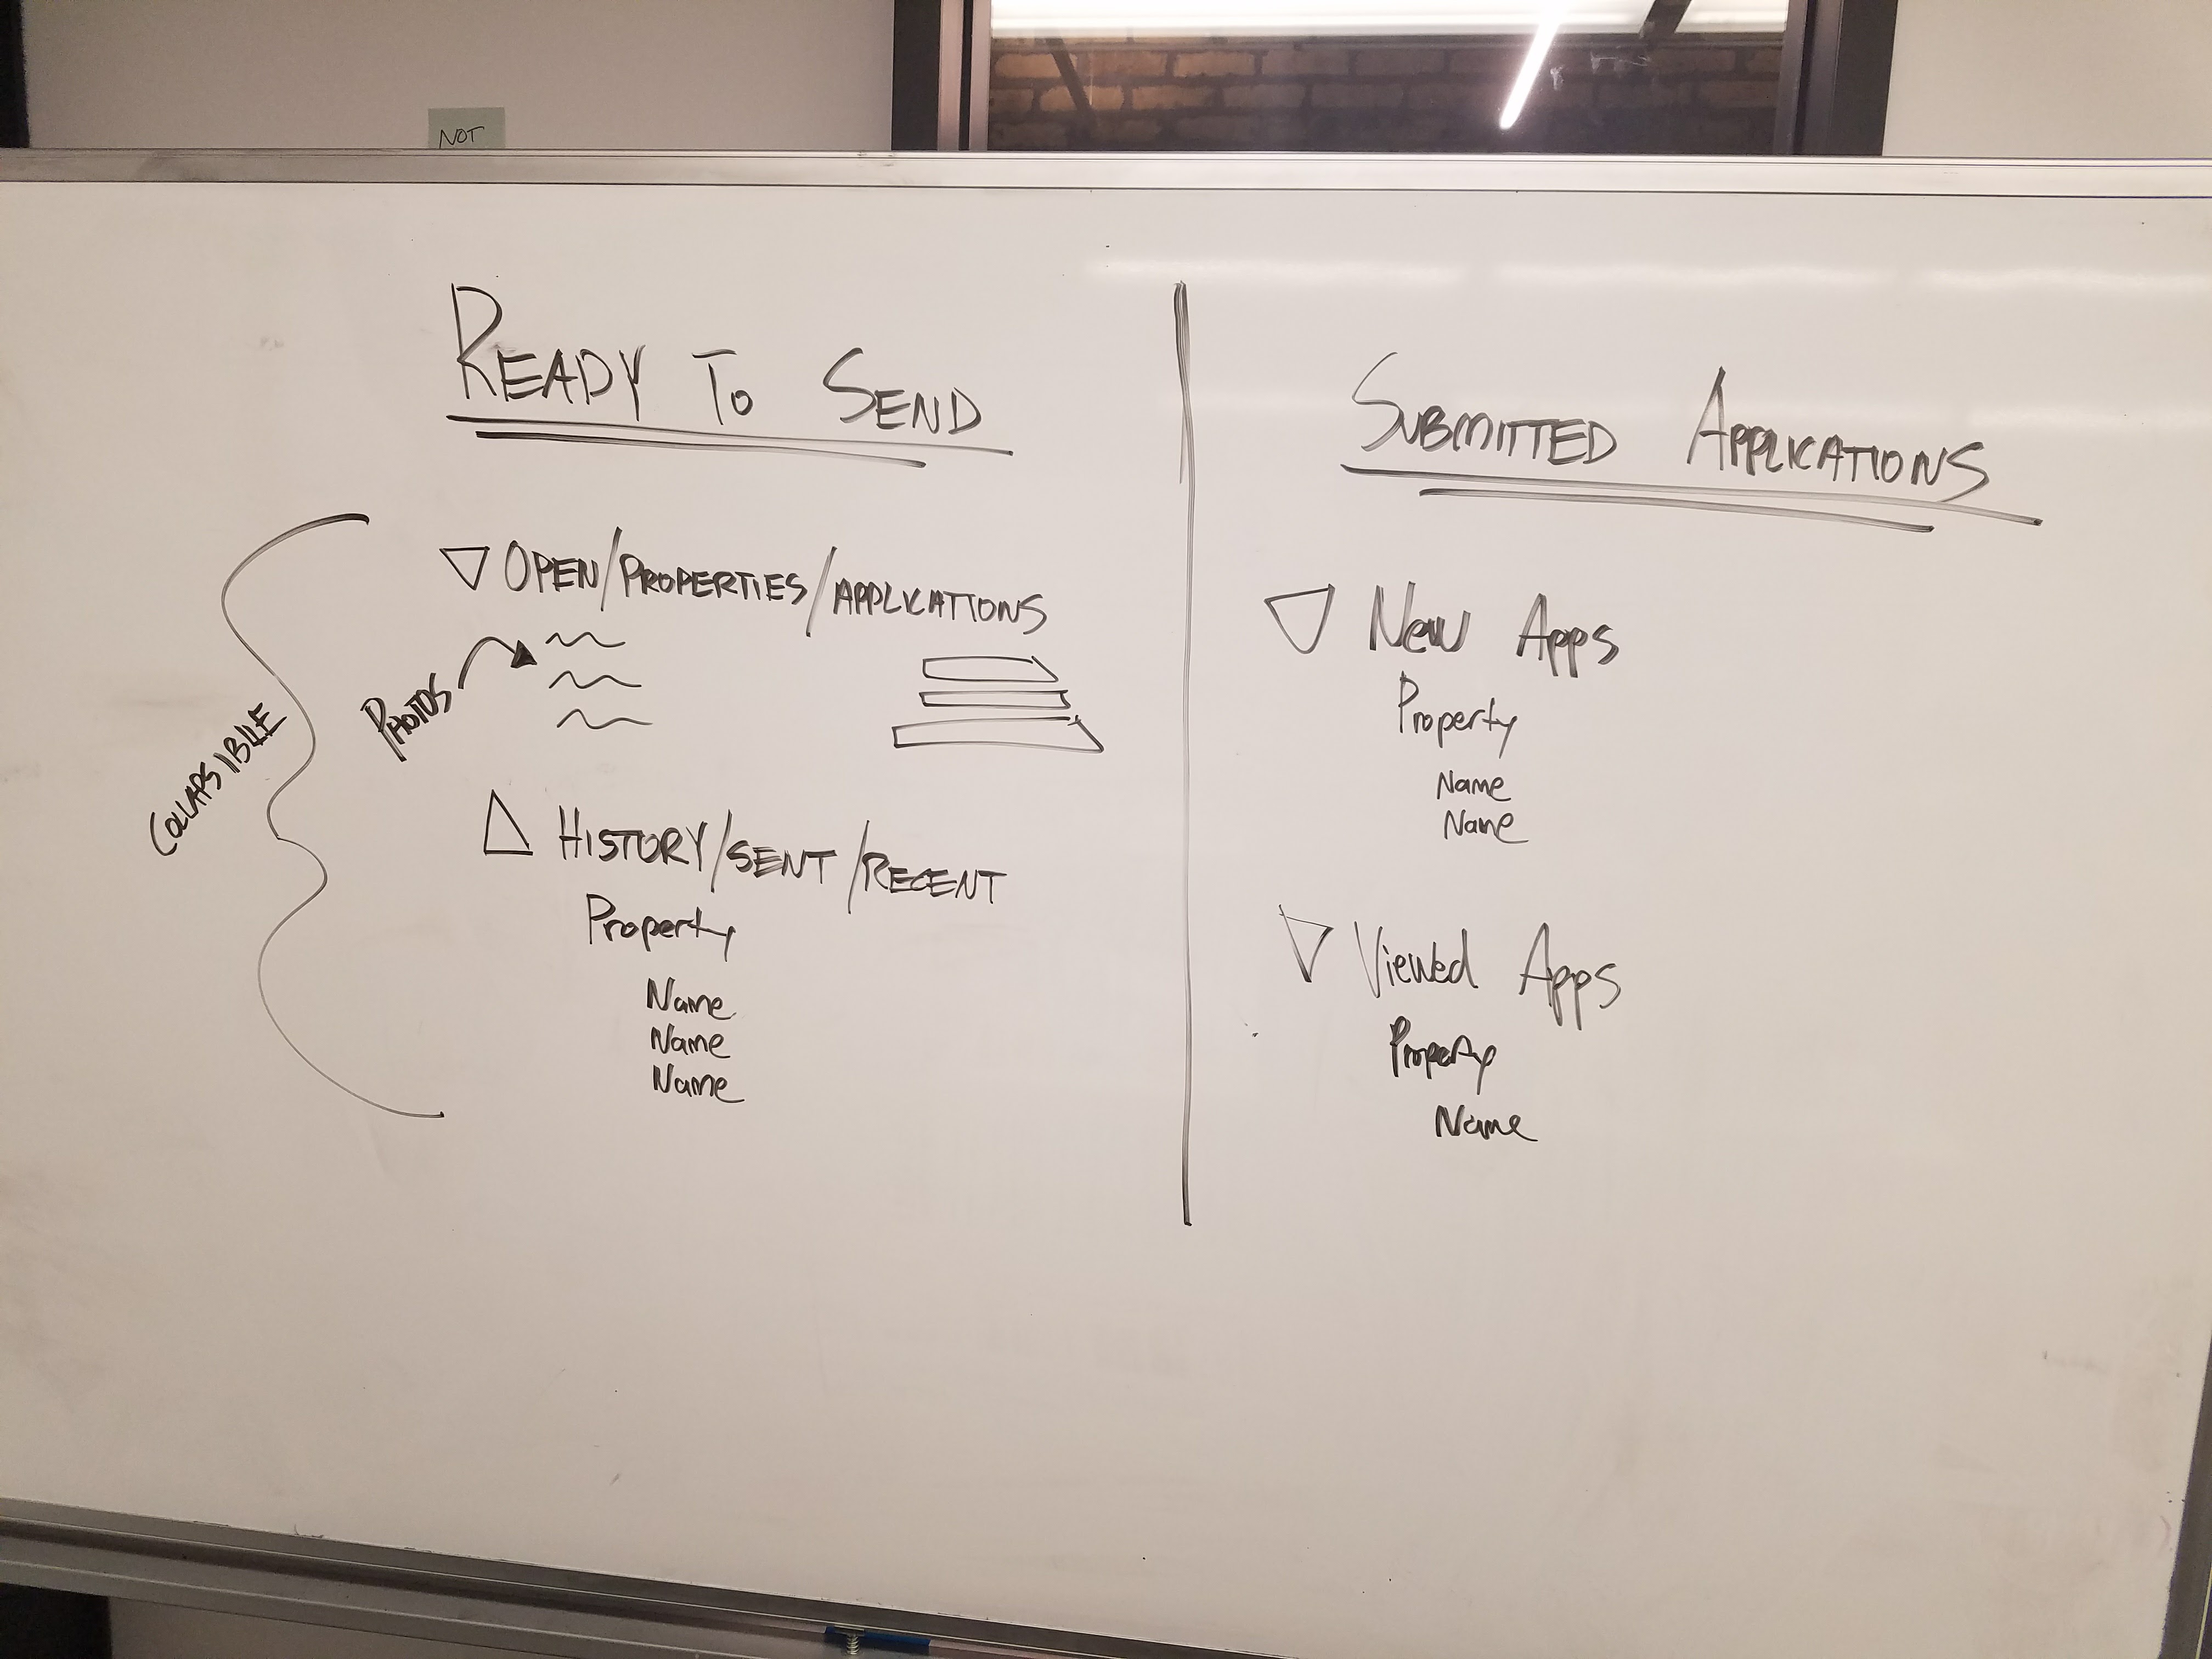 NOT
READY TO SEND
OPEN/PROPERTIES/APPLICATIONS
PHOTOS
COLLAPSIBLE
HISTORY/SENT/RECENT
Property
Name
Name
Name
SUBMITTED APPLICATIONS
New Apps
Property
Name
Name
Viewed Apps
Property
Name